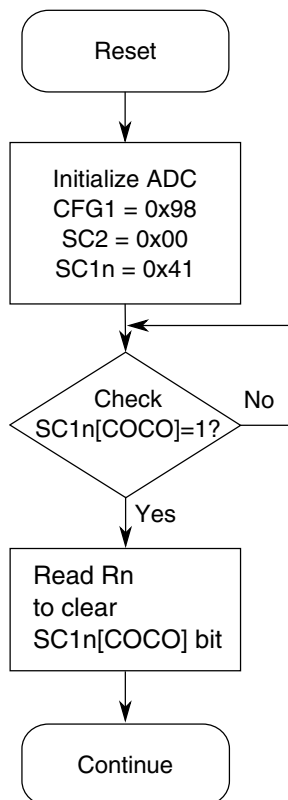 Reset
Initialize ADC
CFG1 = 0x98
SC2 = 0x00
SC1n = 0x41
Check
SC1n[COCO]=1?
No
Yes
Read Rn
to clear
SC1n[COCO] bit
Continue